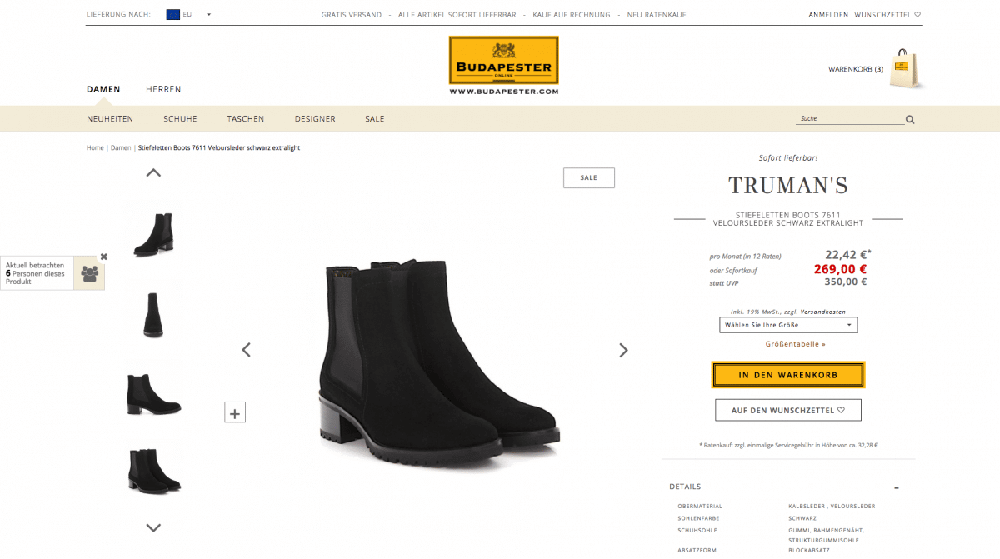 LIEFERUNG NACH: EU
GRATIS VERSAND - ALLE ARTIKEL SOFORT LIEFERBAR - KAUF AUF RECHNUNG - NEU RATENKAUF
ANMELDEN WUNSCHZETTEL
BUDAPESTER
ONLINE
WWW.BUDAPESTER.COM
WARENKORB (3)
DAMEN HERREN
NEUHEITEN SCHUHE TASCHEN DESIGNER SALE
Suche
Home | Damen | Stiefeletten Boots 7611 Veloursleder schwarz extralight
SALE
Aktuell betrachten
6 Personen dieses
Produkt
Sofort lieferbar!
TRUMAN'S
STIEFELETTEN BOOTS 7611
VELOURSLEDER SCHWARZ EXTRALIGHT
pro Monat (in 12 Raten) 22,42 €*
oder Sofortkauf 269,00 €
statt UVP 350,00 €
Inkl. 19% MwSt., zzgl. Versandkosten
Wählen Sie Ihre Größe
Größentabelle »
IN DEN WARENKORB
AUF DEN WUNSCHZETTEL
* Ratenkauf: zzgl. einmalige Servicegebühr in Höhe von ca. 32,28 €
DETAILS -
OBERMATERIAL KALBSLEDER , VELOURSLEDER
SOHLENFARBE SCHWARZ
SCHUHSOHLE GUMMI, RAHMENGENÄHT,
STRUKTURGUMMISOHLE
ABSATZFORM BLOCKABSATZ